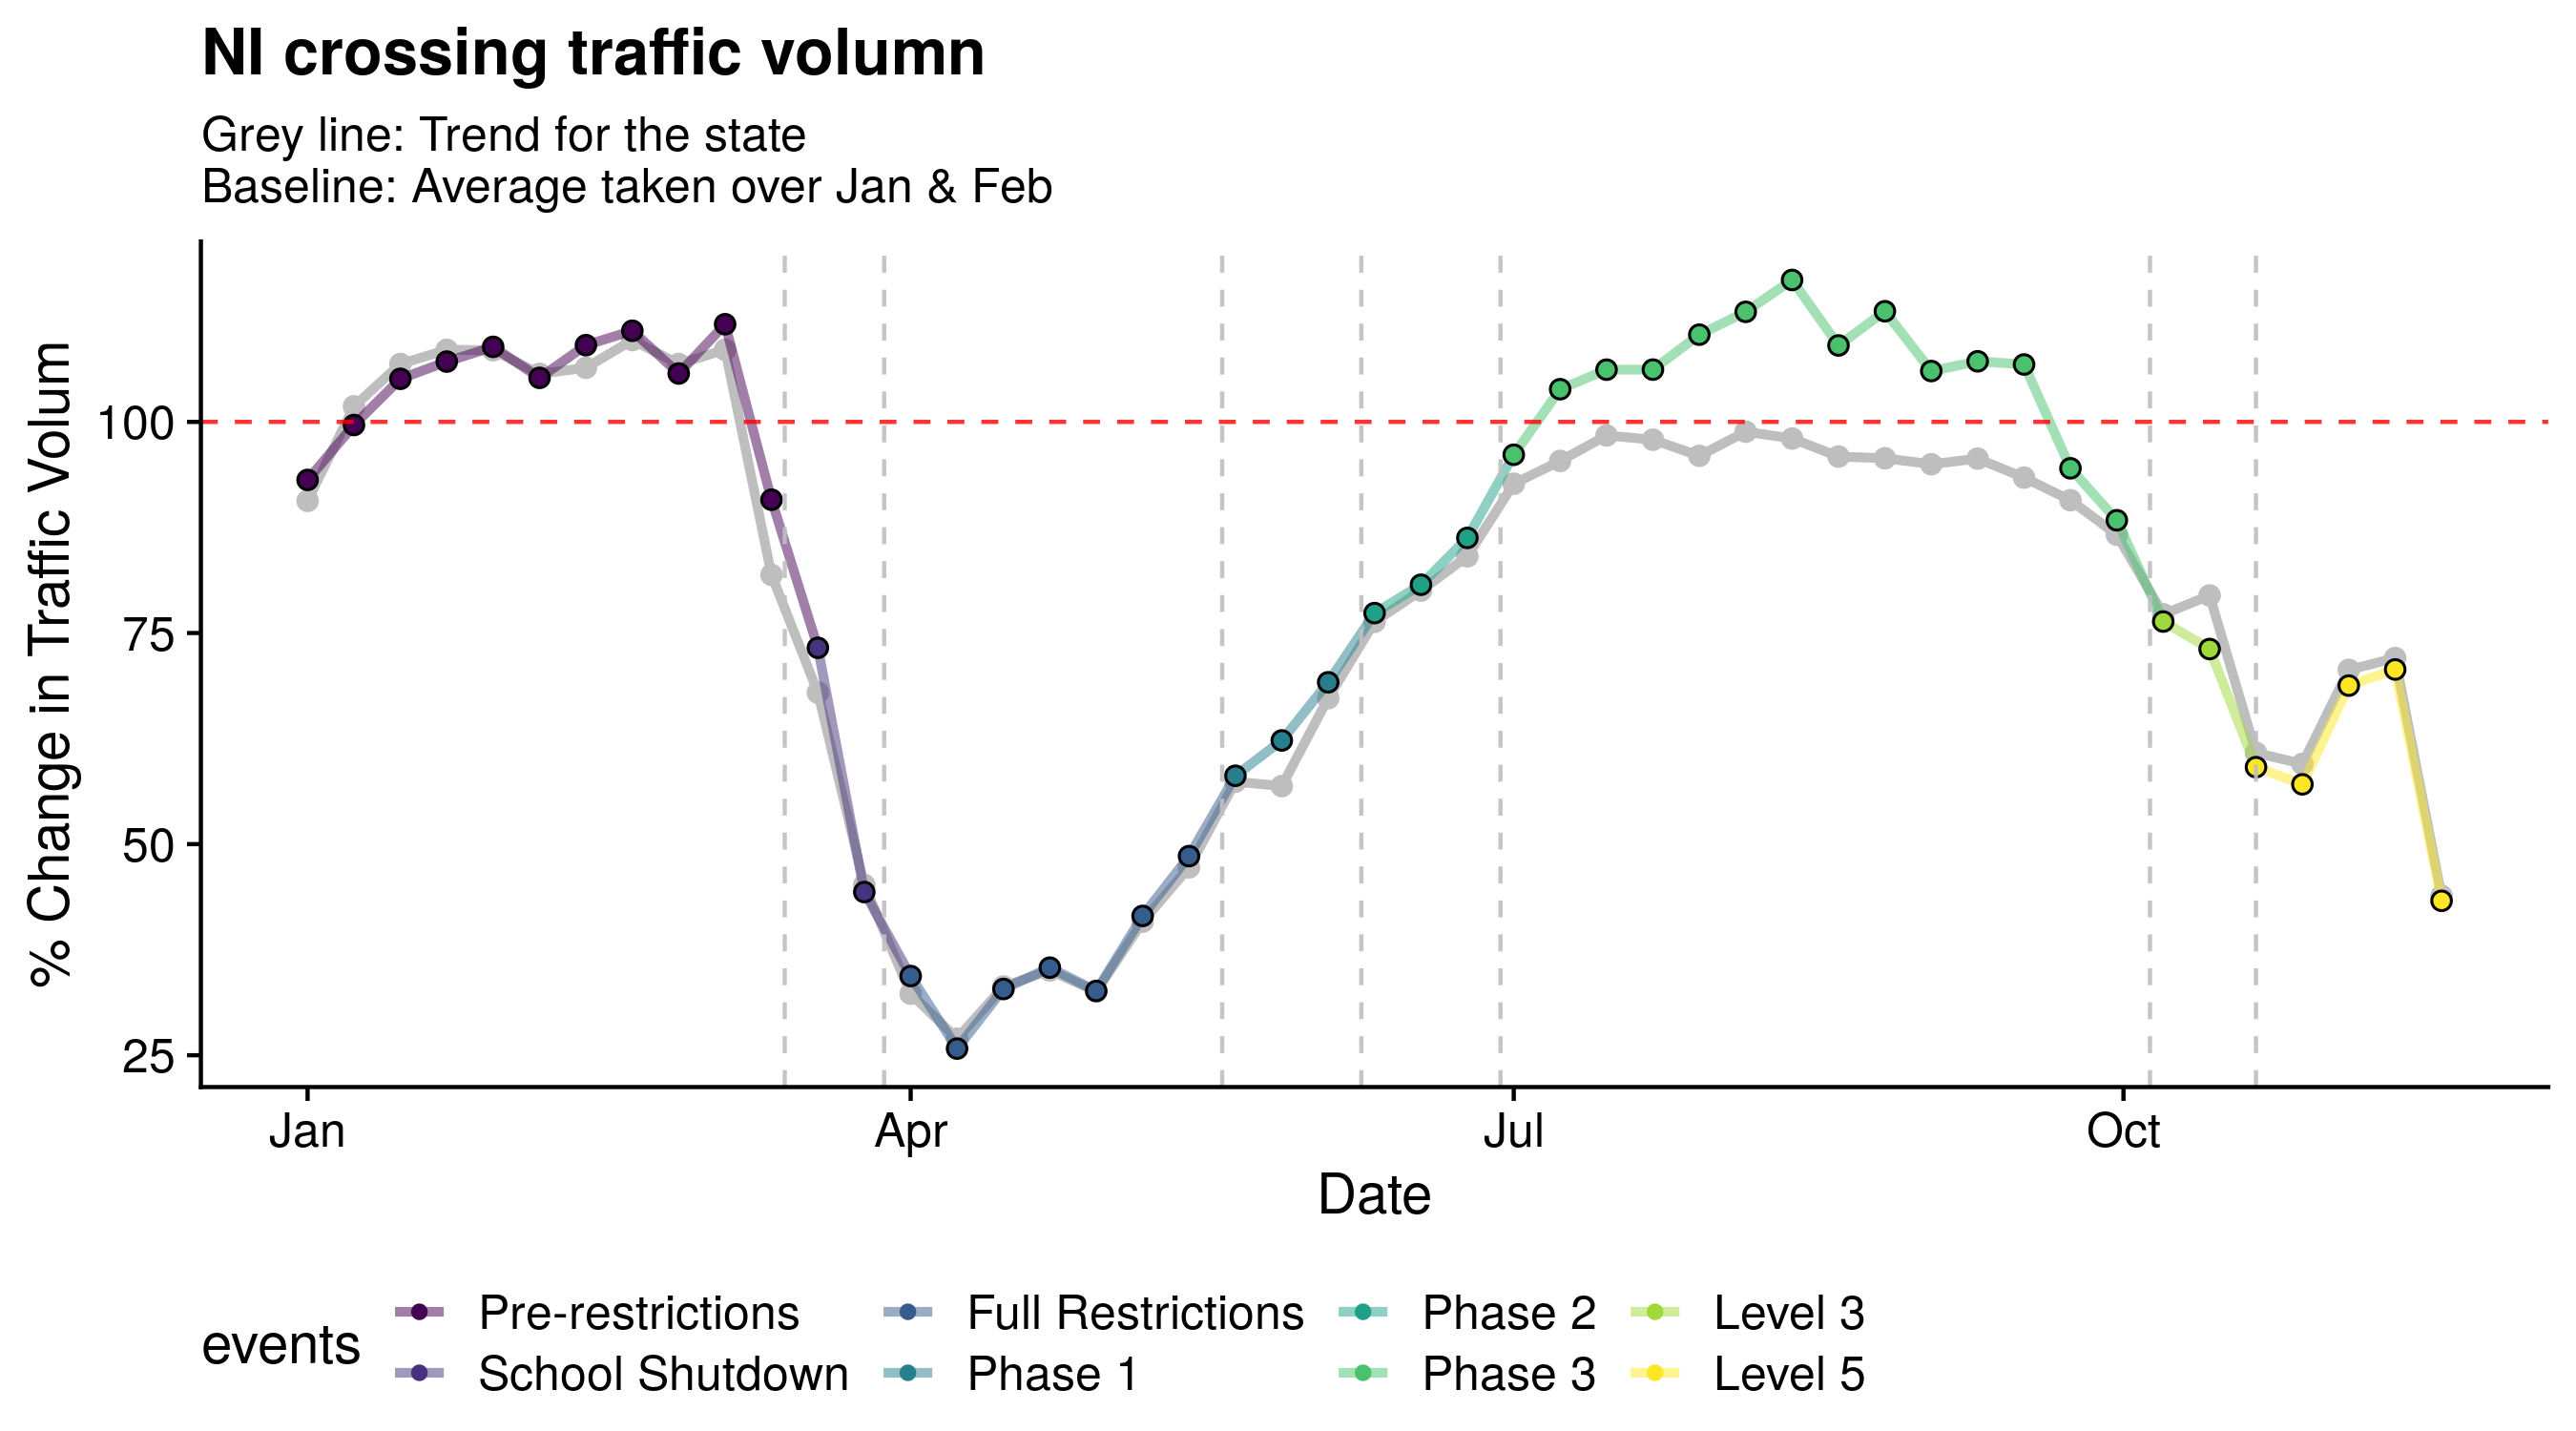 NI crossing traffic volumn
Grey line: Trend for the state
Baseline: Average taken over Jan & Feb
% Change in Traffic Volum
100
75
50
25
Jan
Apr
Jul
Oct
Date
events
Pre-restrictions
Full Restrictions
Phase 2
Level 3
School Shutdown
Phase 1
Phase 3
Level 5